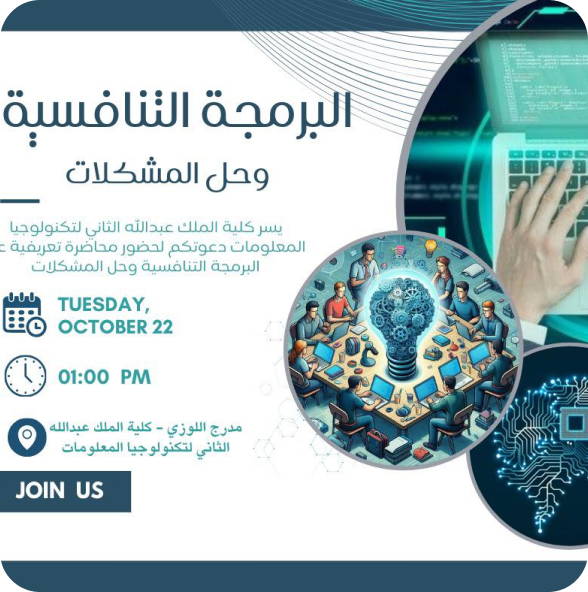 البرمجة التنافسية
وحل المشكلات
يسر كلية الملك عبدالله الثاني لتكنولوجيا
المعلومات دعوتكم لحضور محاضرة تعريفية
البرمجة التنافسية وحل المشكلات
TUESDAY,
OCTOBER 22
01:00 PM
مدرج اللوزي - كلية الملك عبدالله
الثاني لتكنولوجيا المعلومات
JOIN US